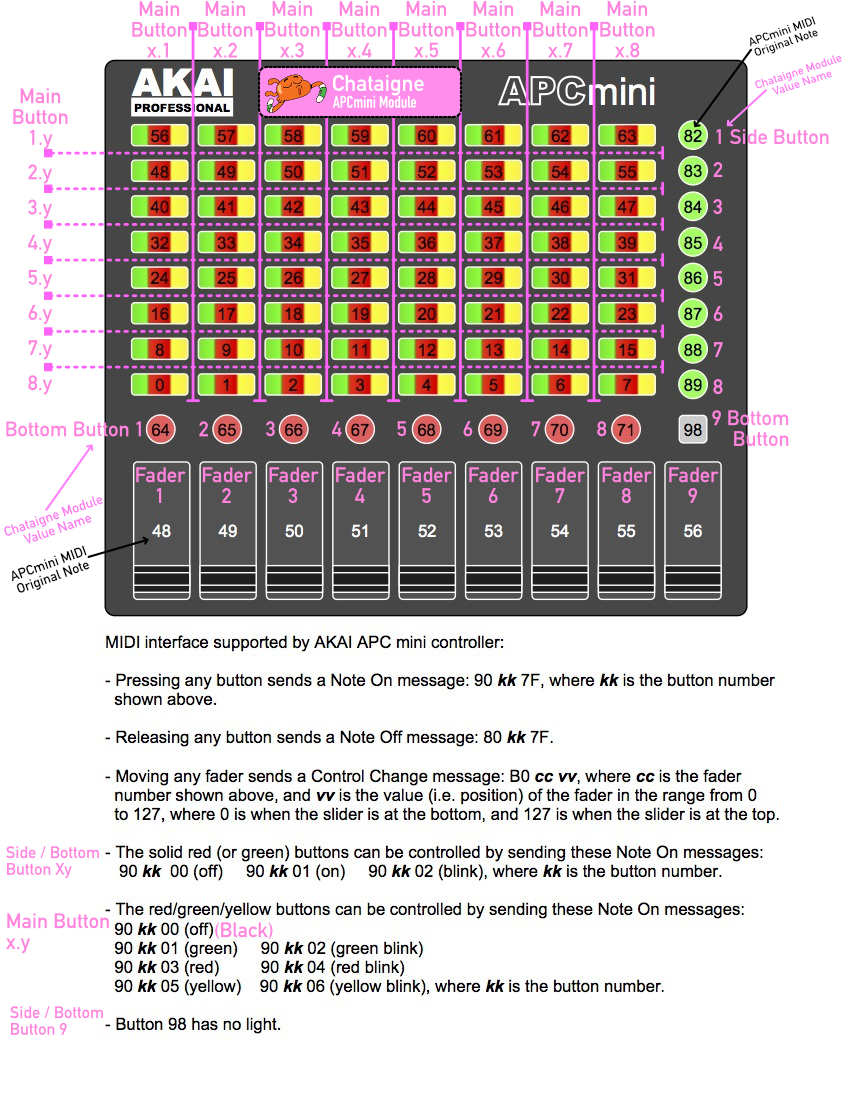 Main Main Main Main Main Main Main Main
Button Button Button Button Button Button Button Button
x.1 x.2 x.3 x.4 x.5 x.6 x.7 x.8
APCmini MIDI
Original Note
Chataigne Module
Value Name
AKAI
PROFESSIONAL
Chataigne
APCmini Module
APCmini
Main
Button
1.y 56 57 58 59 60 61 62 63 82 1 Side Button
2.y 48 49 50 51 52 53 54 55 83 2
3.y 40 41 42 43 44 45 46 47 84 3
4.y 32 33 34 35 36 37 38 39 85 4
5.y 24 25 26 27 28 29 30 31 86 5
6.y 16 17 18 19 20 21 22 23 87 6
7.y 8 9 10 11 12 13 14 15 88 7
8.y 0 1 2 3 4 5 6 7 89 8
Bottom Button 1 64 2 65 3 66 4 67 5 68 6 69 7 70 8 71 98 9 Bottom
Button
Fader Fader Fader Fader Fader Fader Fader Fader Fader
1 2 3 4 5 6 7 8 9
48 49 50 51 52 53 54 55 56
Chataigne Module
Value Name
APCmini MIDI
Original Note
MIDI interface supported by AKAI APC mini controller:
- Pressing any button sends a Note On message: 90 kk 7F, where kk is the button number
shown above.
- Releasing any button sends a Note Off message: 80 kk 7F.
- Moving any fader sends a Control Change message: B0 cc vv, where cc is the fader
number shown above, and vv is the value (i.e. position) of the fader in the range from 0
to 127, where 0 is when the slider is at the bottom, and 127 is when the slider is at the top.
Side / Bottom
Button Xy
- The solid red (or green) buttons can be controlled by sending these Note On messages:
90 kk 00 (off) 90 kk 01 (on) 90 kk 02 (blink), where kk is the button number.
Main Button
x.y
- The red/green/yellow buttons can be controlled by sending these Note On messages:
90 kk 00 (off)(Black)
90 kk 01 (green) 90 kk 02 (green blink)
90 kk 03 (red) 90 kk 04 (red blink)
90 kk 05 (yellow) 90 kk 06 (yellow blink), where kk is the button number.
Side / Bottom
Button 9
- Button 98 has no light.